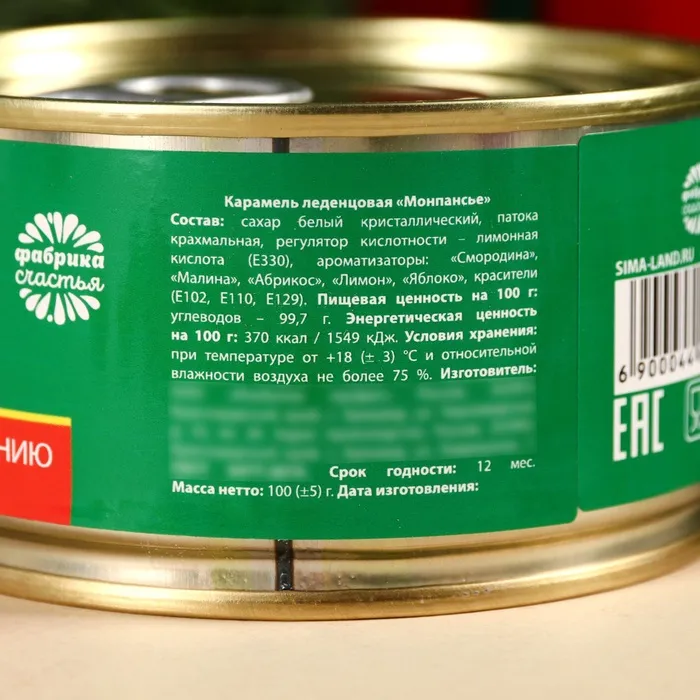 Карамель леденцовая «Монпансье»
Состав: сахар белый кристаллический, патока
крахмальная, регулятор кислотности – лимонная
кислота (Е330), ароматизаторы: «Смородина»,
«Малина», «Абрикос», «Лимон», «Яблоко», красители
(Е102, Е110, Е129). Пищевая ценность на 100 г:
углеводов – 99,7 г. Энергетическая ценность
на 100 г: 370 ккал / 1549 кДж. Условия хранения:
при температуре от +18 (± 3) °С и относительной
влажности воздуха не более 75 %. Изготовитель:
Срок годности: 12 мес.
Масса нетто: 100 (±5) г. Дата изготовления:
фабрика
счастья
НИЮ
SIMA-LAND.RU
6 900044
EAC